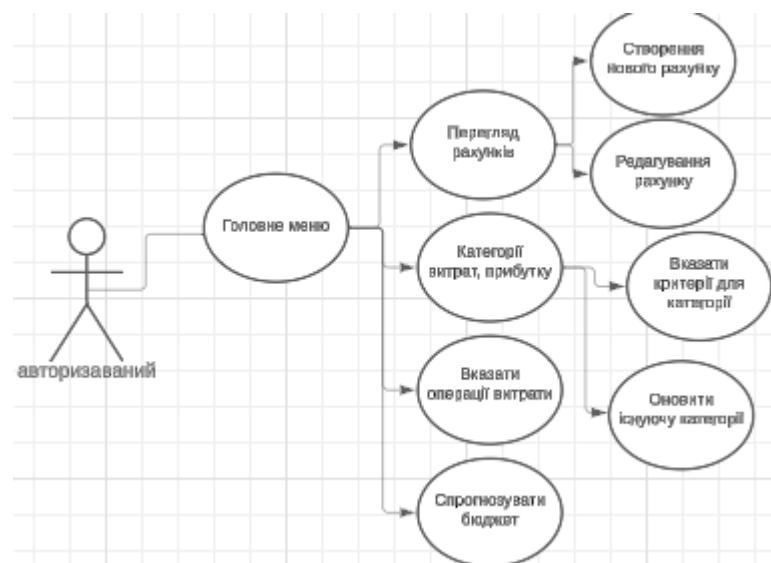 Створення
нового рахунку
Перегляд
рахунків
Редагування
рахунку
Головне меню
Категорії
витрат, прибутку
Вказати
критерії для
категорії
авторизаваний
Вказати
операції витрати
Оновити
існуючу категорії
Спрогнозувати
бюджет